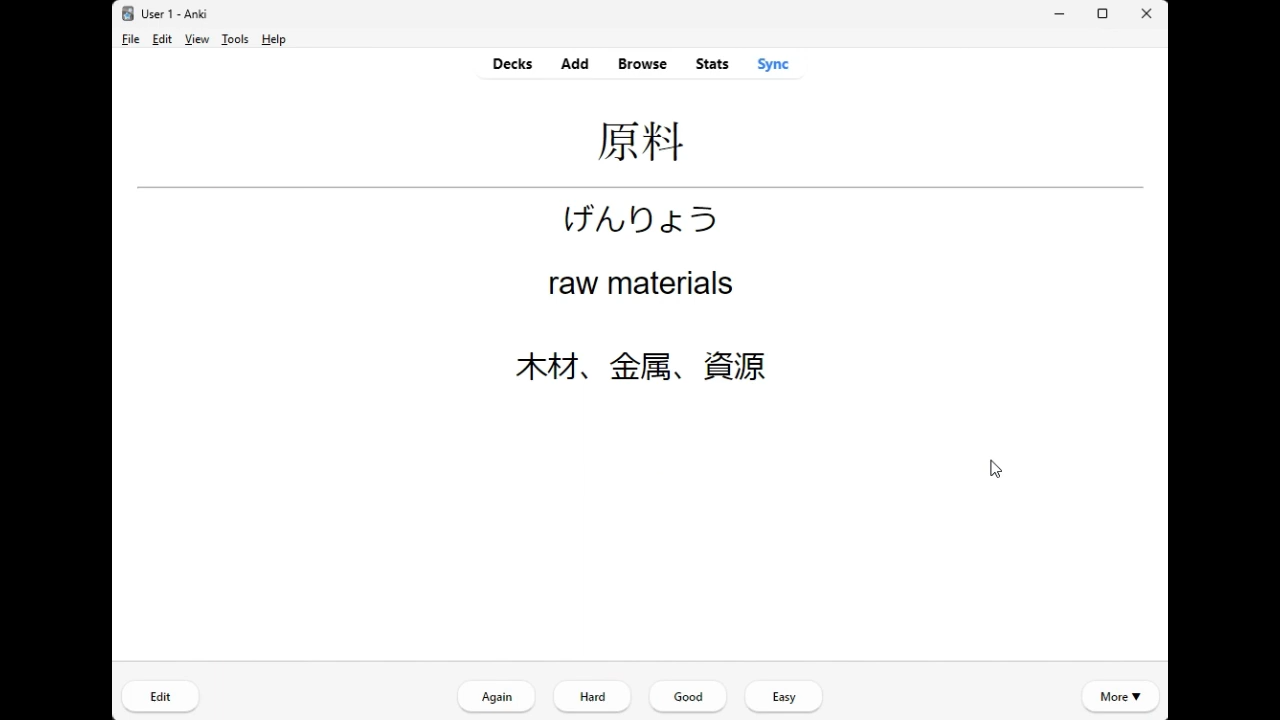 User 1 - Anki
File Edit View Tools Help
Decks Add Browse Stats Sync
原料
げんりょう
raw materials
木材、金属、資源
Edit Again Hard Good Easy More ▼